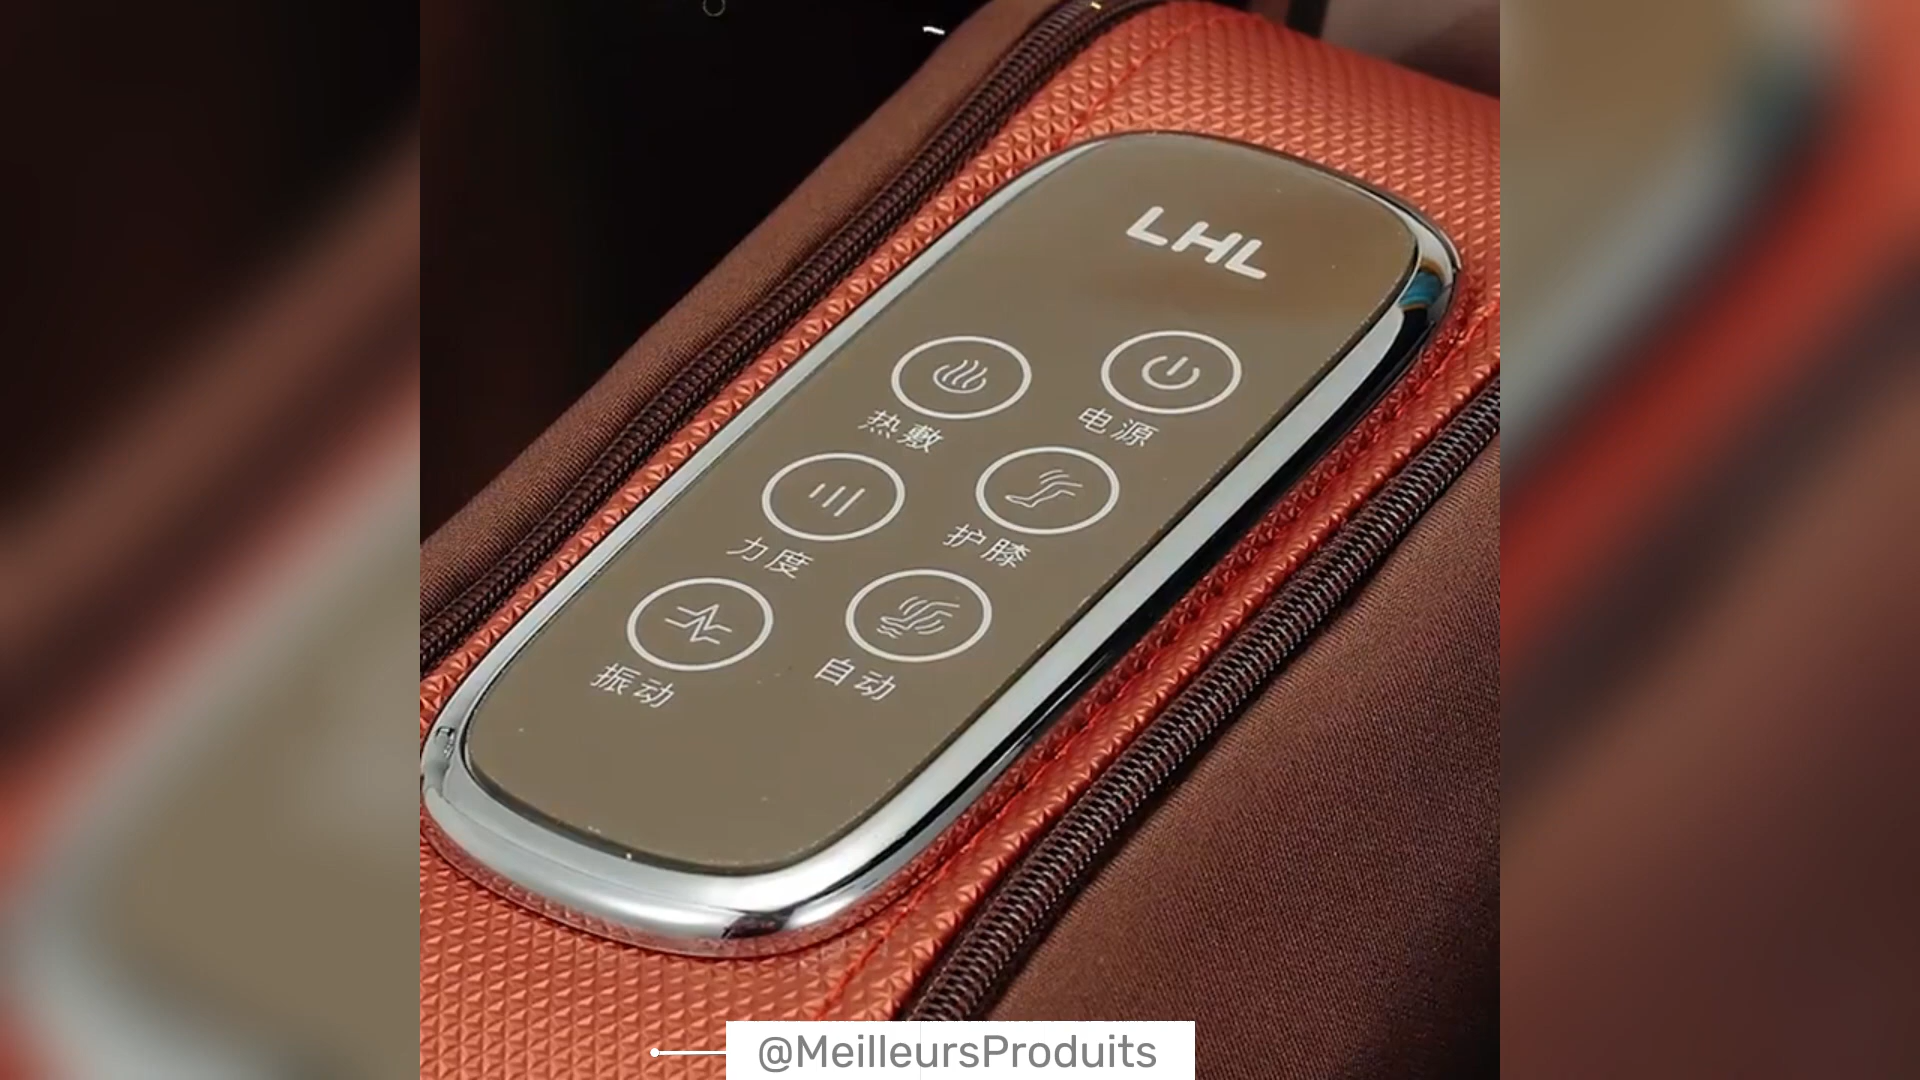 LHL
热敷
电源
力度
护膝
振动
自动
@MeilleursProduits